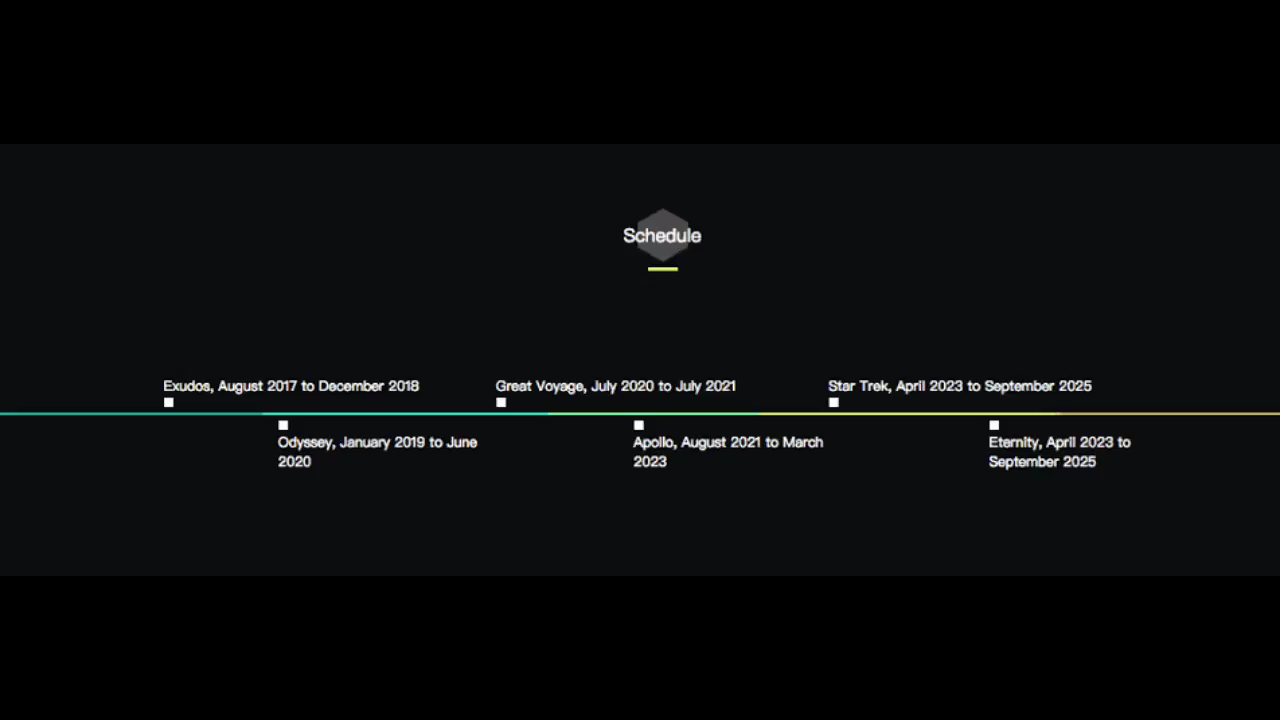 Schedule
Exudos, August 2017 to December 2018
Great Voyage, July 2020 to July 2021
Star Trek, April 2023 to September 2025
Odyssey, January 2019 to June
2020
Apollo, August 2021 to March
2023
Eternity, April 2023 to
September 2025